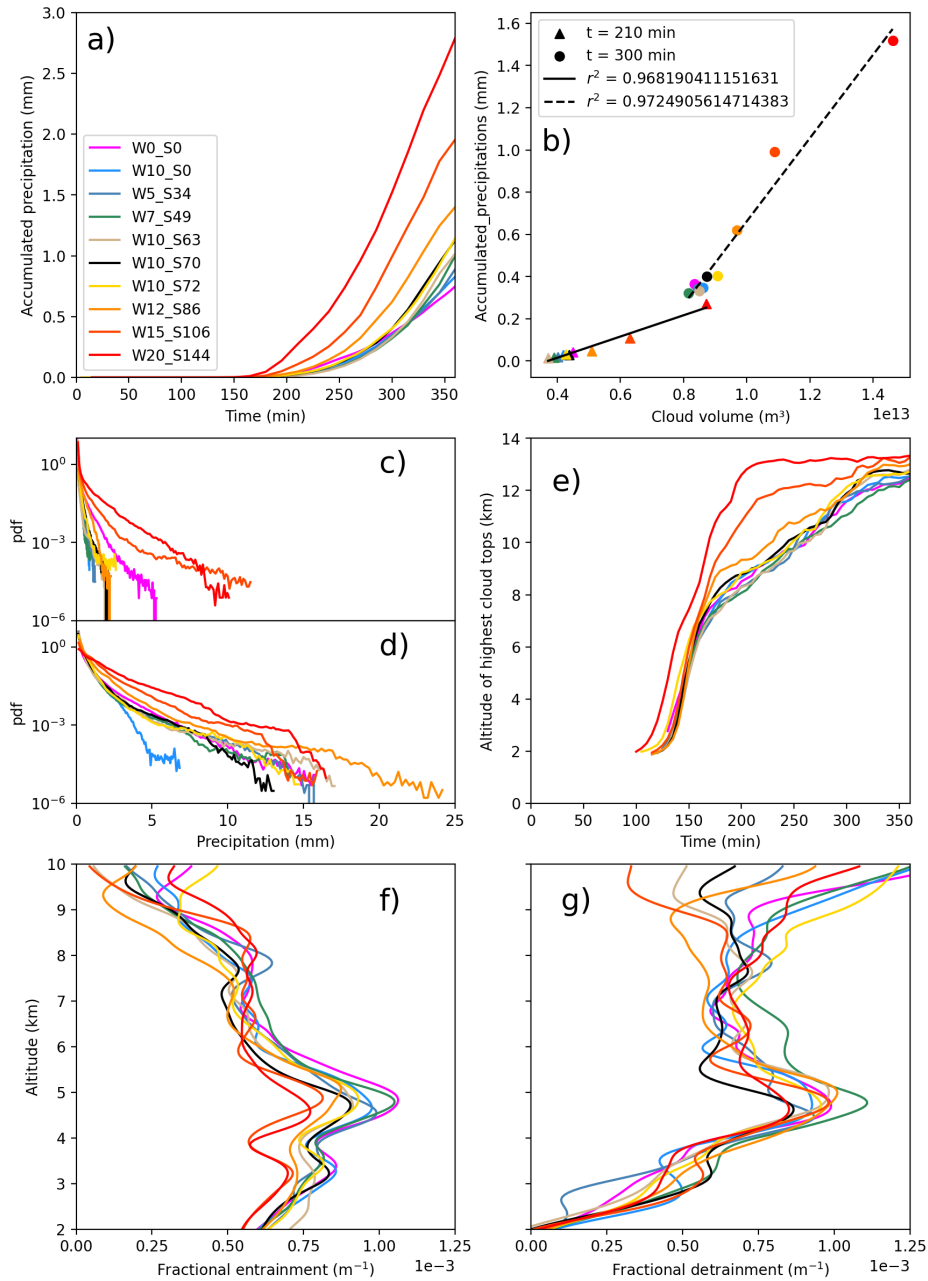 a)
3.0
2.5
2.0
1.5
1.0
0.5
0.0
Accumulated precipitation (mm)
W0_S0
W10_S0
W5_S34
W7_S49
W10_S63
W10_S70
W10_S72
W12_S86
W15_S106
W20_S144
0 50 100 150 200 250 300 350
Time (min)
b)
1.6
1.4
1.2
1.0
0.8
0.6
0.4
0.2
0.0
Accumulated_precipitations (mm)
t = 210 min
t = 300 min
r² = 0.968190411151631
r² = 0.9724905614714383
0.4 0.6 0.8 1.0 1.2 1.4
Cloud volume (m³)
1e13
c)
10⁰
10⁻³
10⁻⁶
pdf
d)
10⁰
10⁻³
10⁻⁶
pdf
0 5 10 15 20 25
Precipitation (mm)
e)
14
12
10
8
6
4
2
0
Altitude of highest cloud tops (km)
0 50 100 150 200 250 300 350
Time (min)
f)
10
9
8
7
6
5
4
3
2
Altitude (km)
0.00 0.25 0.50 0.75 1.00 1.25
Fractional entrainment (m⁻¹)
1e−3
g)
0.00 0.25 0.50 0.75 1.00 1.25
Fractional detrainment (m⁻¹)
1e−3